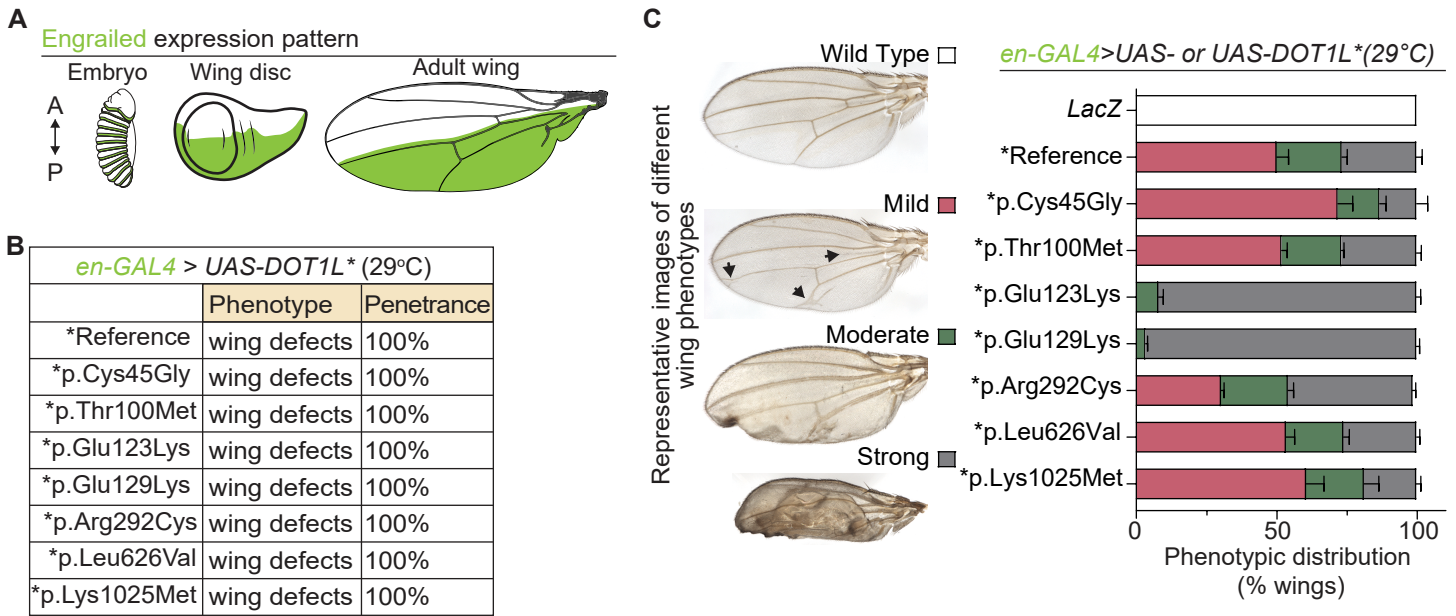 A
Engrailed expression pattern
Embryo
Wing disc
Adult wing
A
P
B
en-GAL4 > UAS-DOT1L* (29ºC)
Phenotype Penetrance
*Reference wing defects 100%
*p.Cys45Gly wing defects 100%
*p.Thr100Met wing defects 100%
*p.Glu123Lys wing defects 100%
*p.Glu129Lys wing defects 100%
*p.Arg292Cys wing defects 100%
*p.Leu626Val wing defects 100%
*p.Lys1025Met wing defects 100%
C
Representative images of different
wing phenotypes
Wild Type
Mild
Moderate
Strong
en-GAL4>UAS- or UAS-DOT1L*(29°C)
LacZ
*Reference
*p.Cys45Gly
*p.Thr100Met
*p.Glu123Lys
*p.Glu129Lys
*p.Arg292Cys
*p.Leu626Val
*p.Lys1025Met
0 50 100
Phenotypic distribution
(% wings)